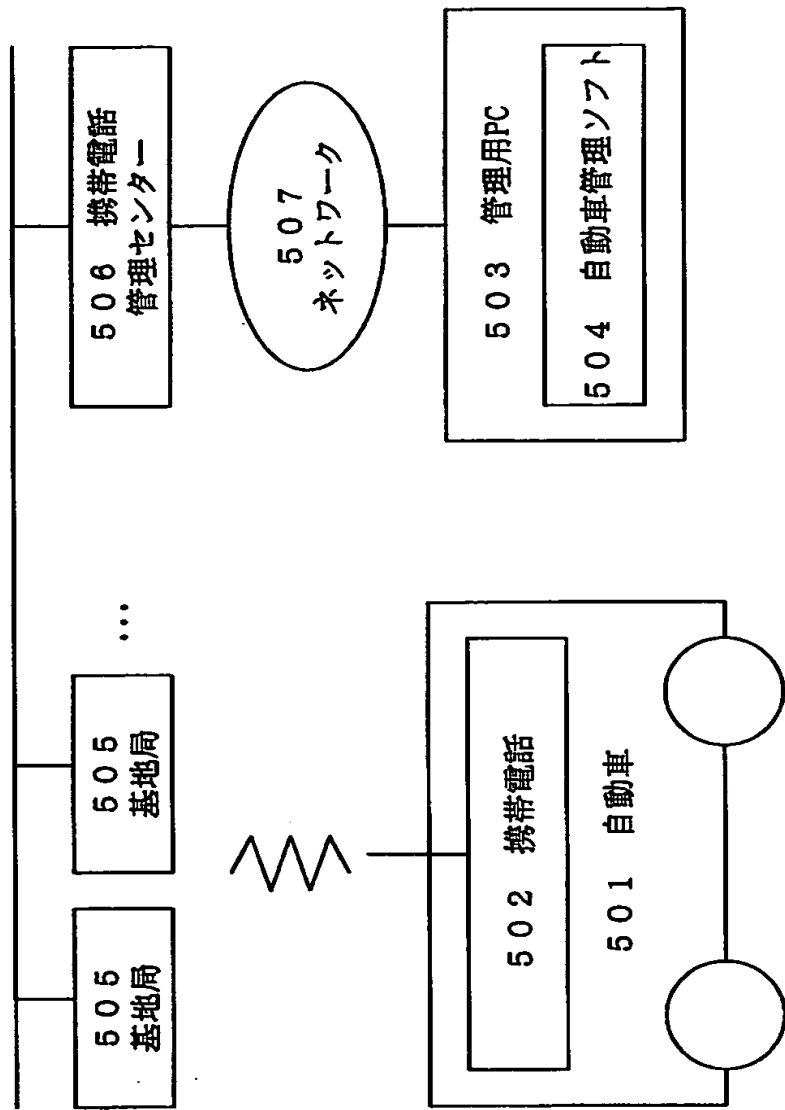 505
基地局
505
基地局
…
506 携帯電話
管理センター
507
ネットワーク
502 携帯電話
501 自動車
503 管理用PC
504 自動車管理ソフト